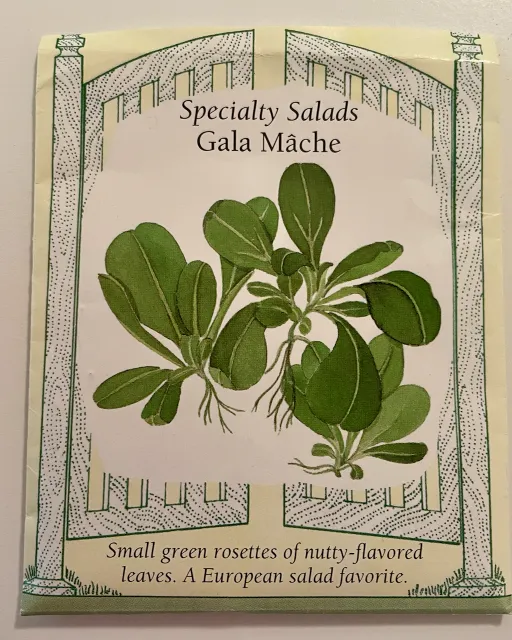 Specialty Salads
Gala Mâche
Small green rosettes of nutty-flavored
leaves. A European salad favorite.